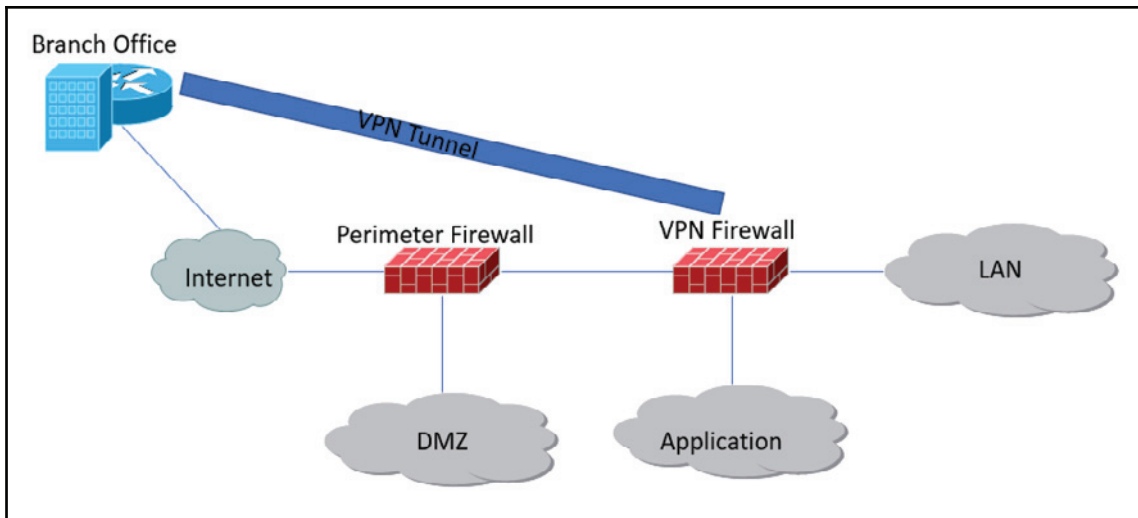 Branch Office
VPN Tunnel
Perimeter Firewall
VPN Firewall
Internet
LAN
DMZ
Application